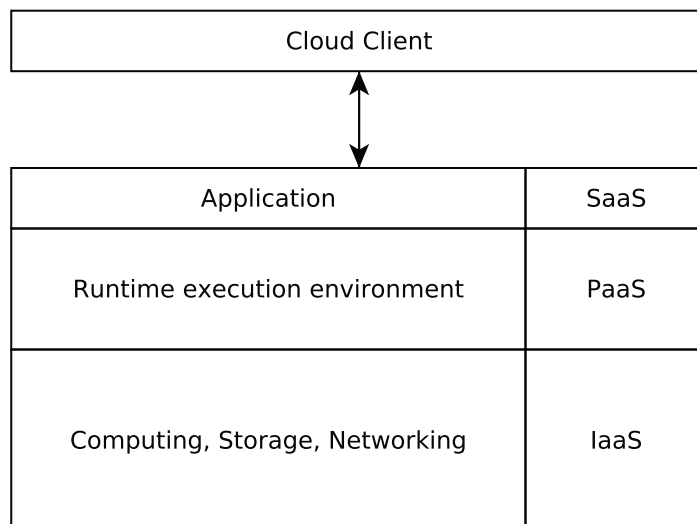 Cloud Client
Application
SaaS
Runtime execution environment
PaaS
Computing, Storage, Networking
IaaS